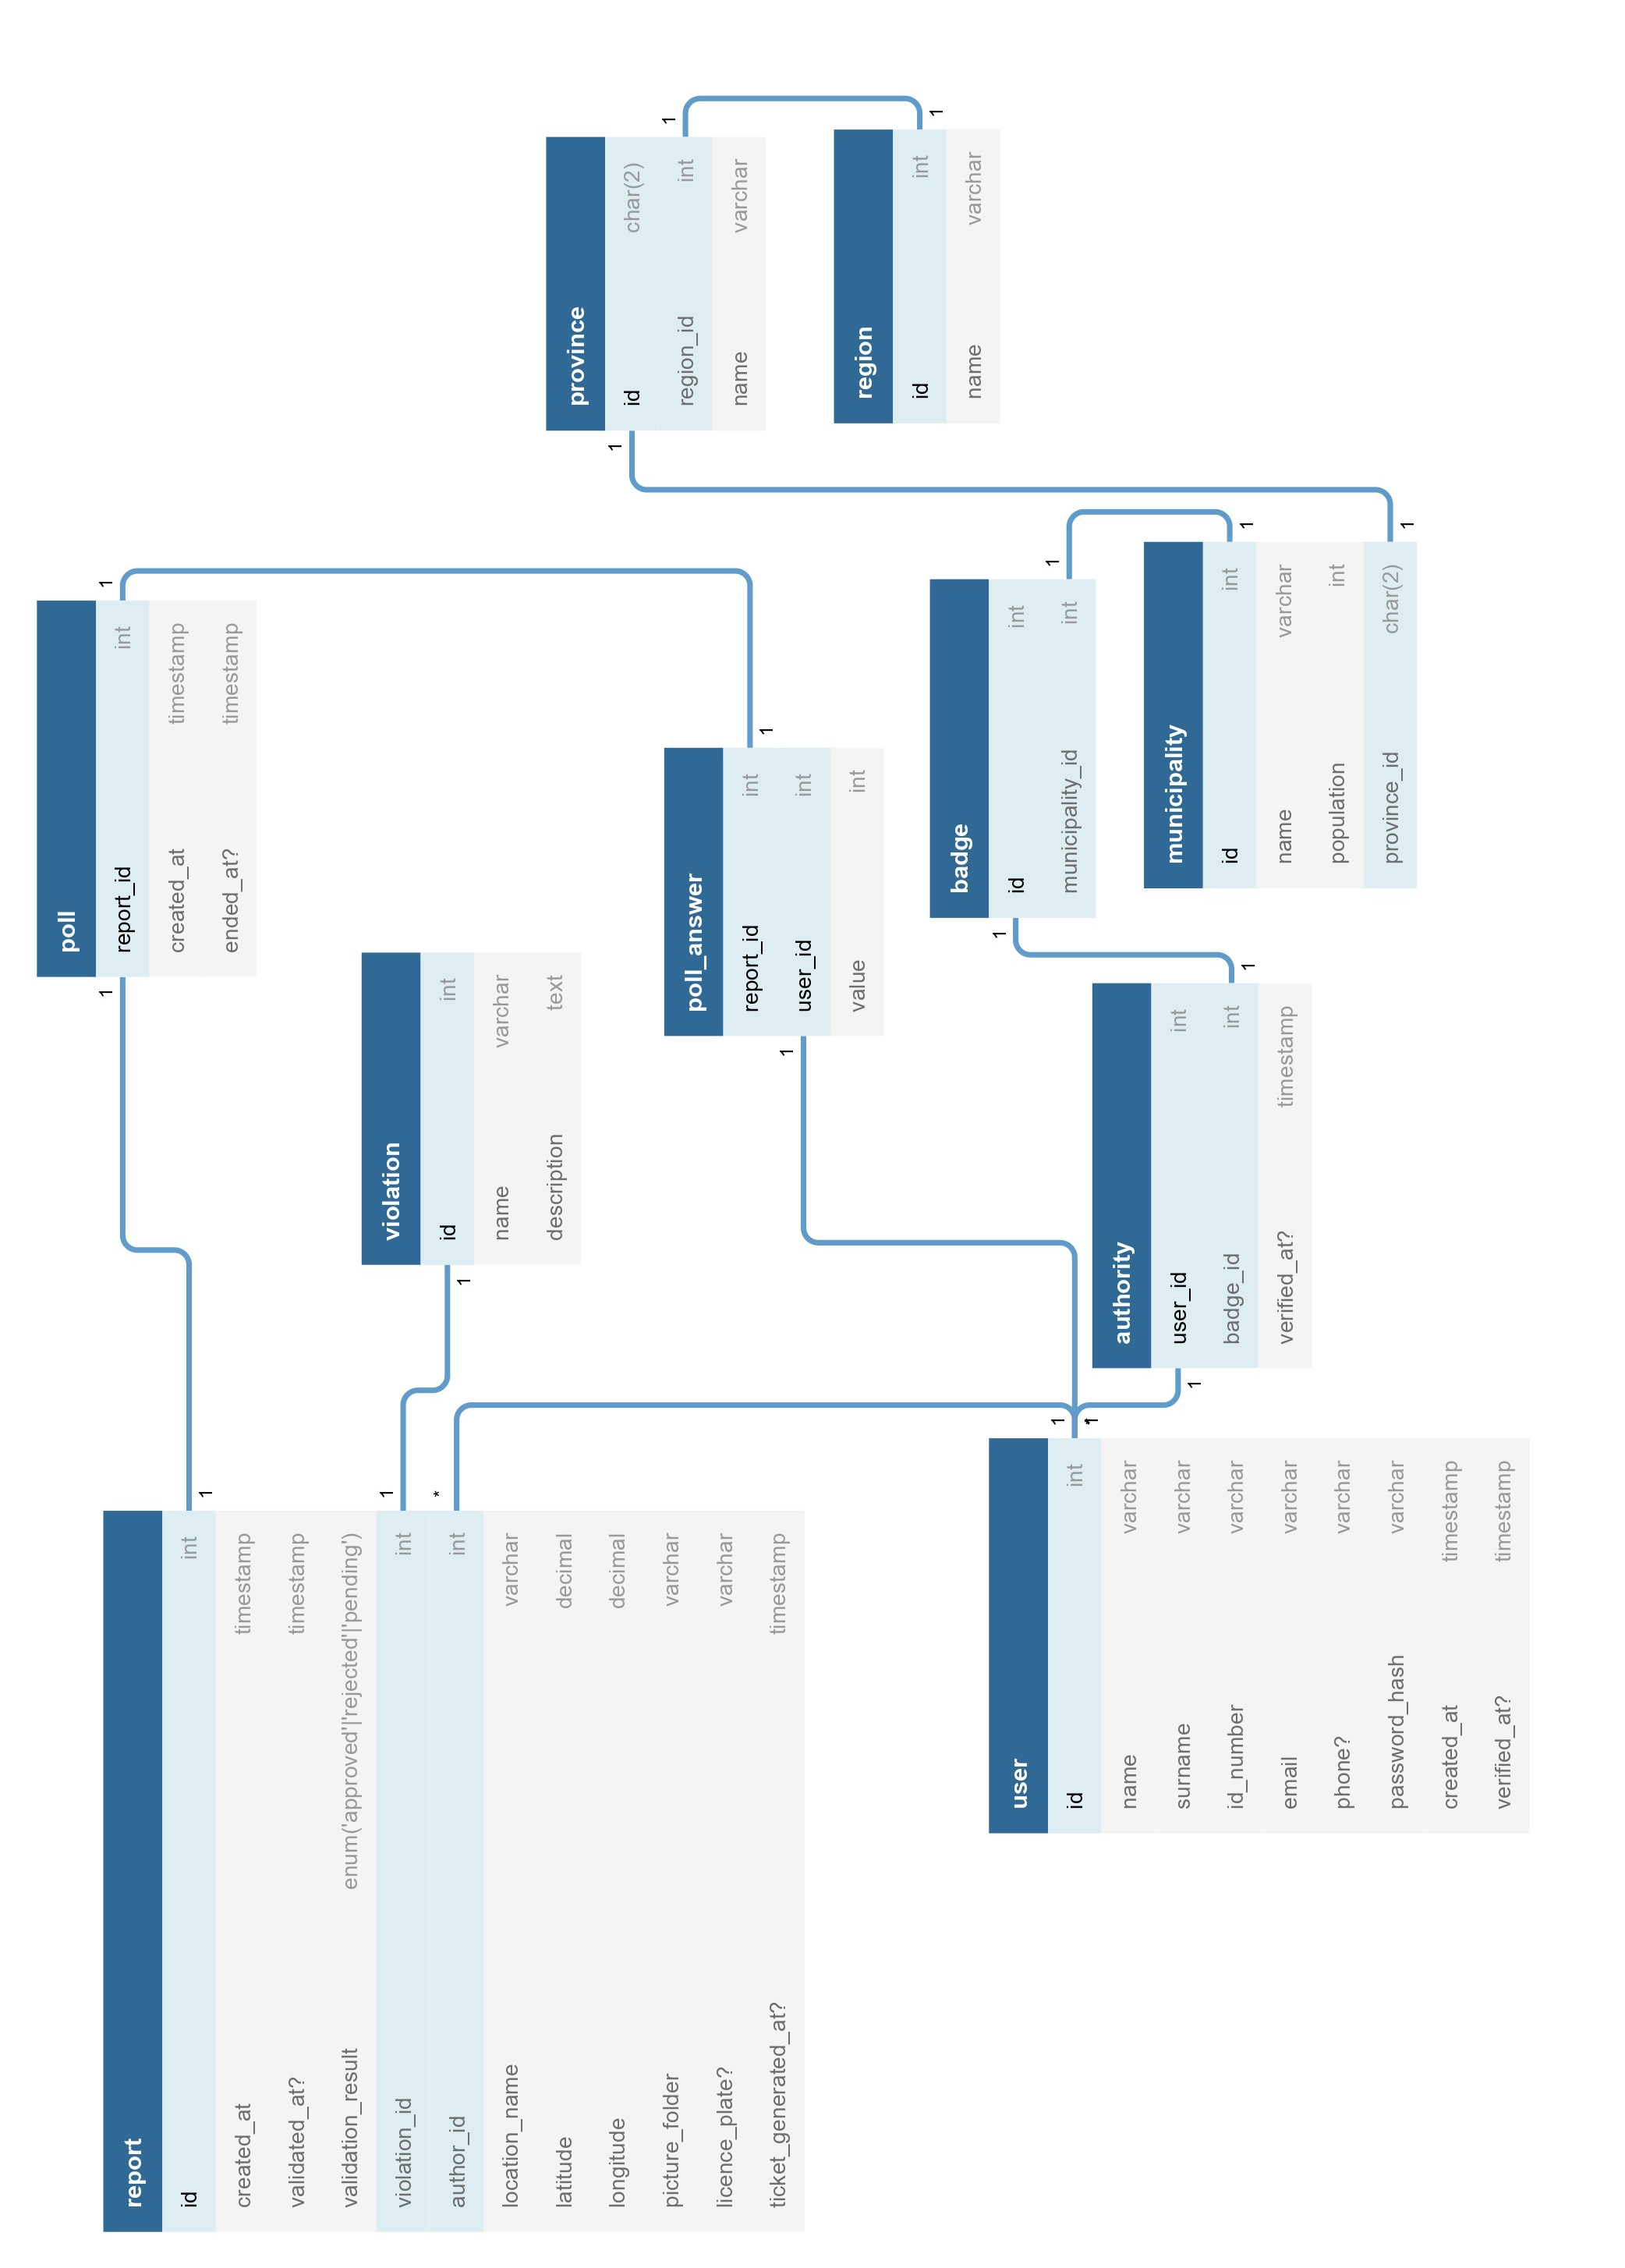 report
id int
created_at timestamp
validated_at? timestamp
validation_result enum('approved'|'rejected'|'pending')
violation_id int
author_id int
location_name varchar
latitude decimal
longitude decimal
picture_folder varchar
licence_plate? varchar
ticket_generated_at? timestamp
1
1
*
user
id int
name varchar
surname varchar
id_number varchar
email varchar
phone? varchar
password_hash varchar
created_at timestamp
verified_at? timestamp
1
*
1
violation
id int
name varchar
description text
1
authority
user_id int
badge_id int
verified_at? timestamp
1
1
poll
report_id int
created_at timestamp
ended_at? timestamp
1
1
poll_answer
report_id int
user_id int
value int
1
1
badge
id int
municipality_id int
1
1
municipality
id int
name varchar
population int
province_id char(2)
1
1
province
id char(2)
region_id int
name varchar
1
1
region
id int
name varchar
1